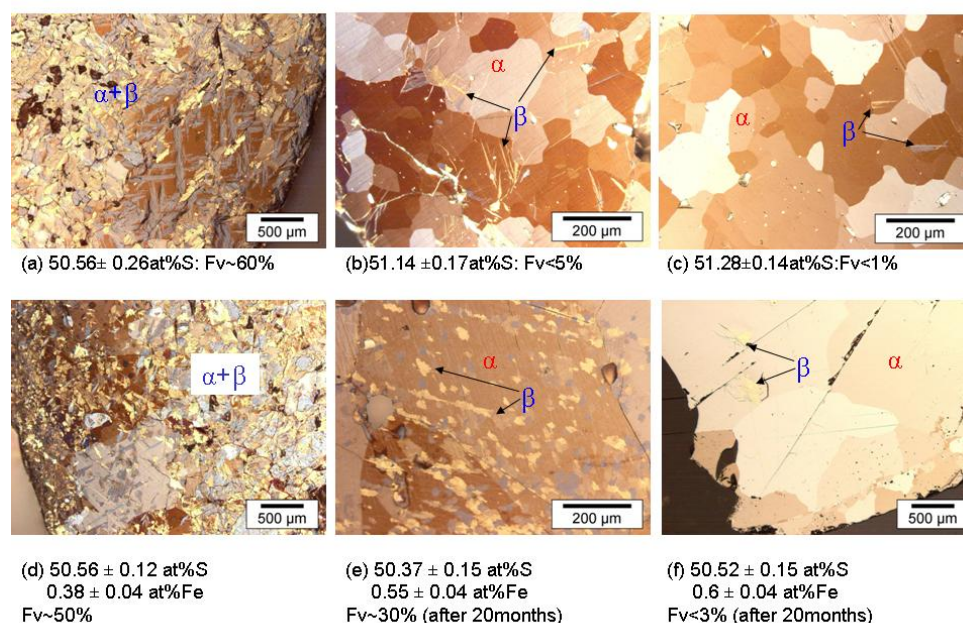 α+β
500 µm
α
β
200 µm
α
β
200 µm
(a) 50.56± 0.26at%S: Fv~60%
(b)51.14 ±0.17at%S: Fv<5%
(c) 51.28±0.14at%S:Fv<1%
α+β
500 µm
α
β
200 µm
β
α
500 µm
(d) 50.56 ± 0.12 at%S
0.38 ± 0.04 at%Fe
Fv~50%
(e) 50.37 ± 0.15 at%S
0.55 ± 0.04 at%Fe
Fv~30% (after 20months)
(f) 50.52 ± 0.15 at%S
0.6 ± 0.04 at%Fe
Fv<3% (after 20months)